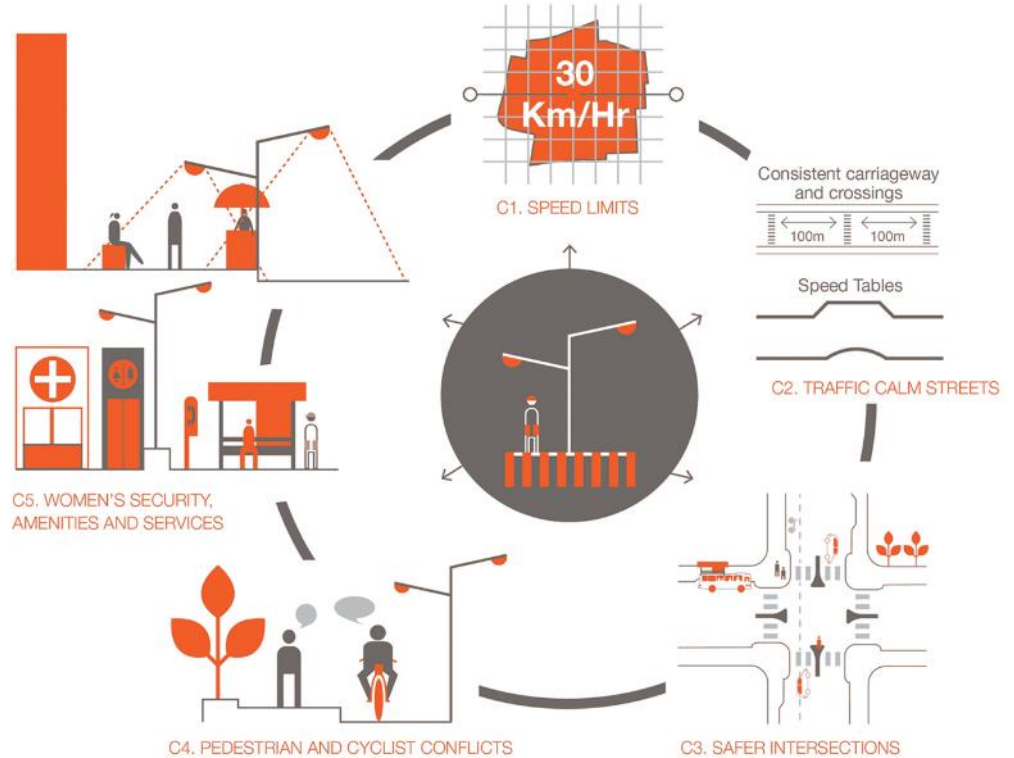 30
Km/Hr
C1. SPEED LIMITS
Consistent carriageway
and crossings
100m 100m
Speed Tables
C2. TRAFFIC CALM STREETS
C3. SAFER INTERSECTIONS
C4. PEDESTRIAN AND CYCLIST CONFLICTS
C5. WOMEN'S SECURITY,
AMENITIES AND SERVICES